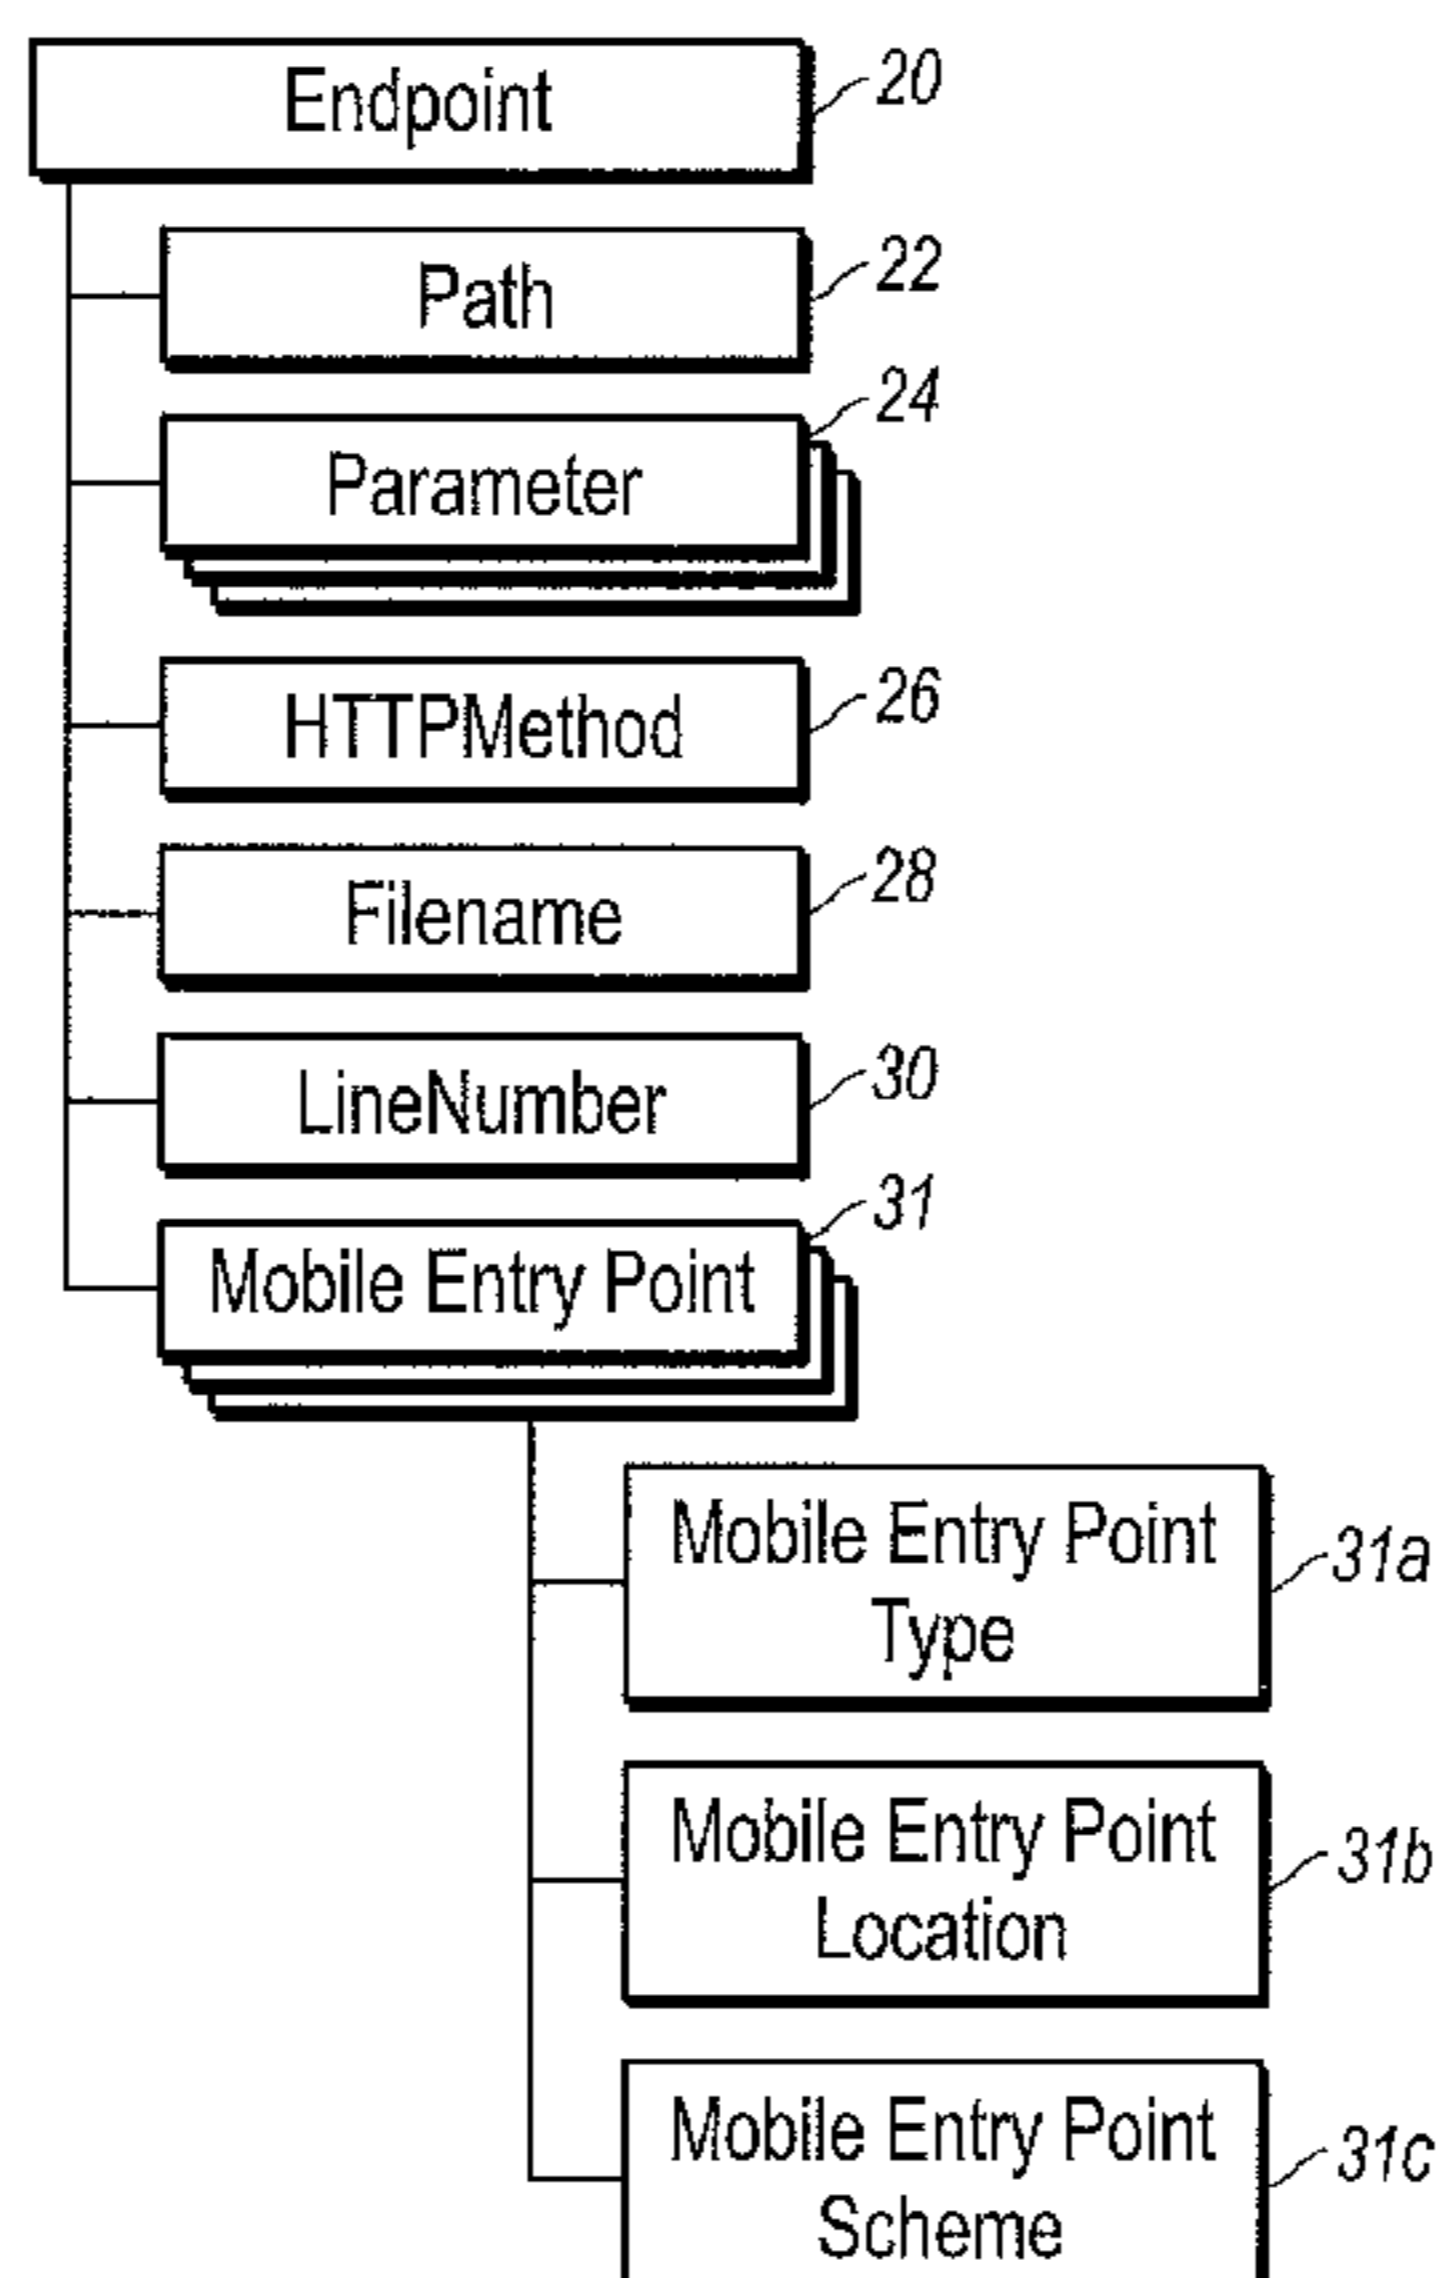 Endpoint
20
Path
22
Parameter
24
HTTPMethod
26
Filename
28
LineNumber
30
Mobile Entry Point
31
Mobile Entry Point
Type
31a
Mobile Entry Point
Location
31b
Mobile Entry Point
Scheme
31c